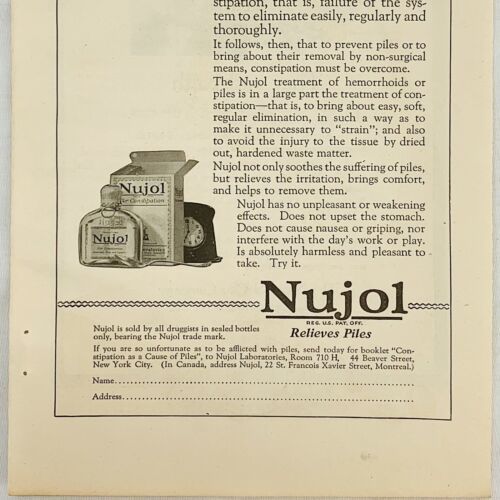 stipation, that is, failure of the sys-
tem to eliminate easily, regularly and
thoroughly.
It follows, then, that to prevent piles or to
bring about their removal by non-surgical
means, constipation must be overcome.
The Nujol treatment of hemorrhoids or
piles is in a large part the treatment of con-
stipation—that is, to bring about easy, soft,
regular elimination, in such a way as to
make it unnecessary to "strain"; and also
to avoid the injury to the tissue by dried
out, hardened waste matter.
Nujol not only soothes the suffering of piles,
but relieves the irritation, brings comfort,
and helps to remove them.
Nujol has no unpleasant or weakening
effects. Does not upset the stomach.
Does not cause nausea or griping, nor
interfere with the day's work or play.
Is absolutely harmless and pleasant to
take. Try it.
Nujol
For Constipation
Nujol
Nujol
REG. U.S. PAT. OFF.
Relieves Piles
Nujol is sold by all druggists in sealed bottles
only, bearing the Nujol trade mark.
If you are so unfortunate as to be afflicted with piles, send today for booklet "Con-
stipation as a Cause of Piles", to Nujol Laboratories, Room 710 H, 44 Beaver Street,
New York City. (In Canada, address Nujol, 22 St. Francois Xavier Street, Montreal.)
Name
Address